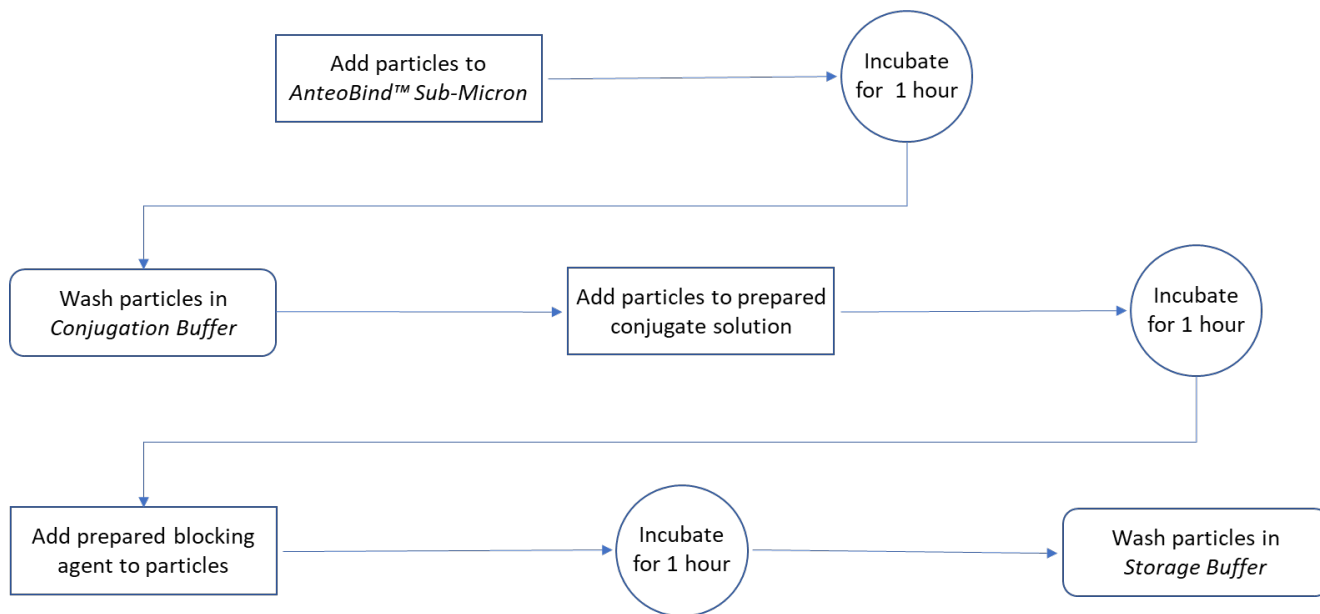 Add particles to
AnteoBind™ Sub-Micron
Incubate
for 1 hour
Wash particles in
Conjugation Buffer
Add particles to prepared
conjugate solution
Incubate
for 1 hour
Add prepared blocking
agent to particles
Incubate
for 1 hour
Wash particles in
Storage Buffer